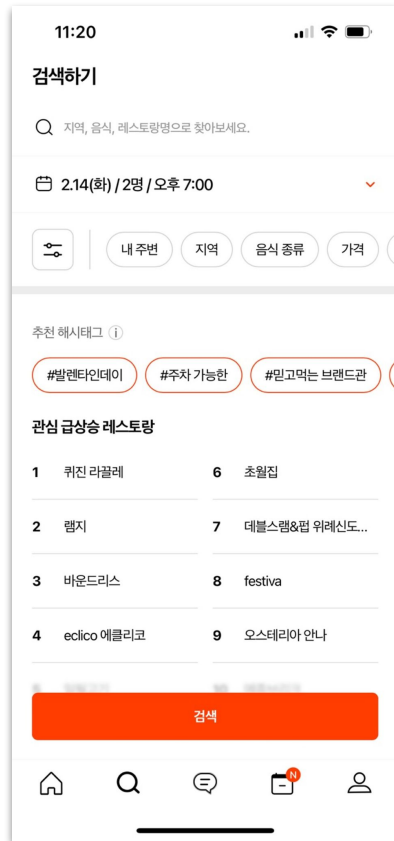 11:20
검색하기
지역, 음식, 레스토랑명으로 찾아보세요.
2.14(화) / 2명 / 오후 7:00
내 주변 지역 음식 종류 가격
추천 해시태그 i
#발렌타인데이 #주차 가능한 #믿고먹는 브랜드관
관심 급상승 레스토랑
1 퀴진 라끌레 6 초월집
2 램지 7 데블스램&펍 위례신도...
3 바운드리스 8 festiva
4 eclico 에클리코 9 오스테리아 안나
5 10
검색
N